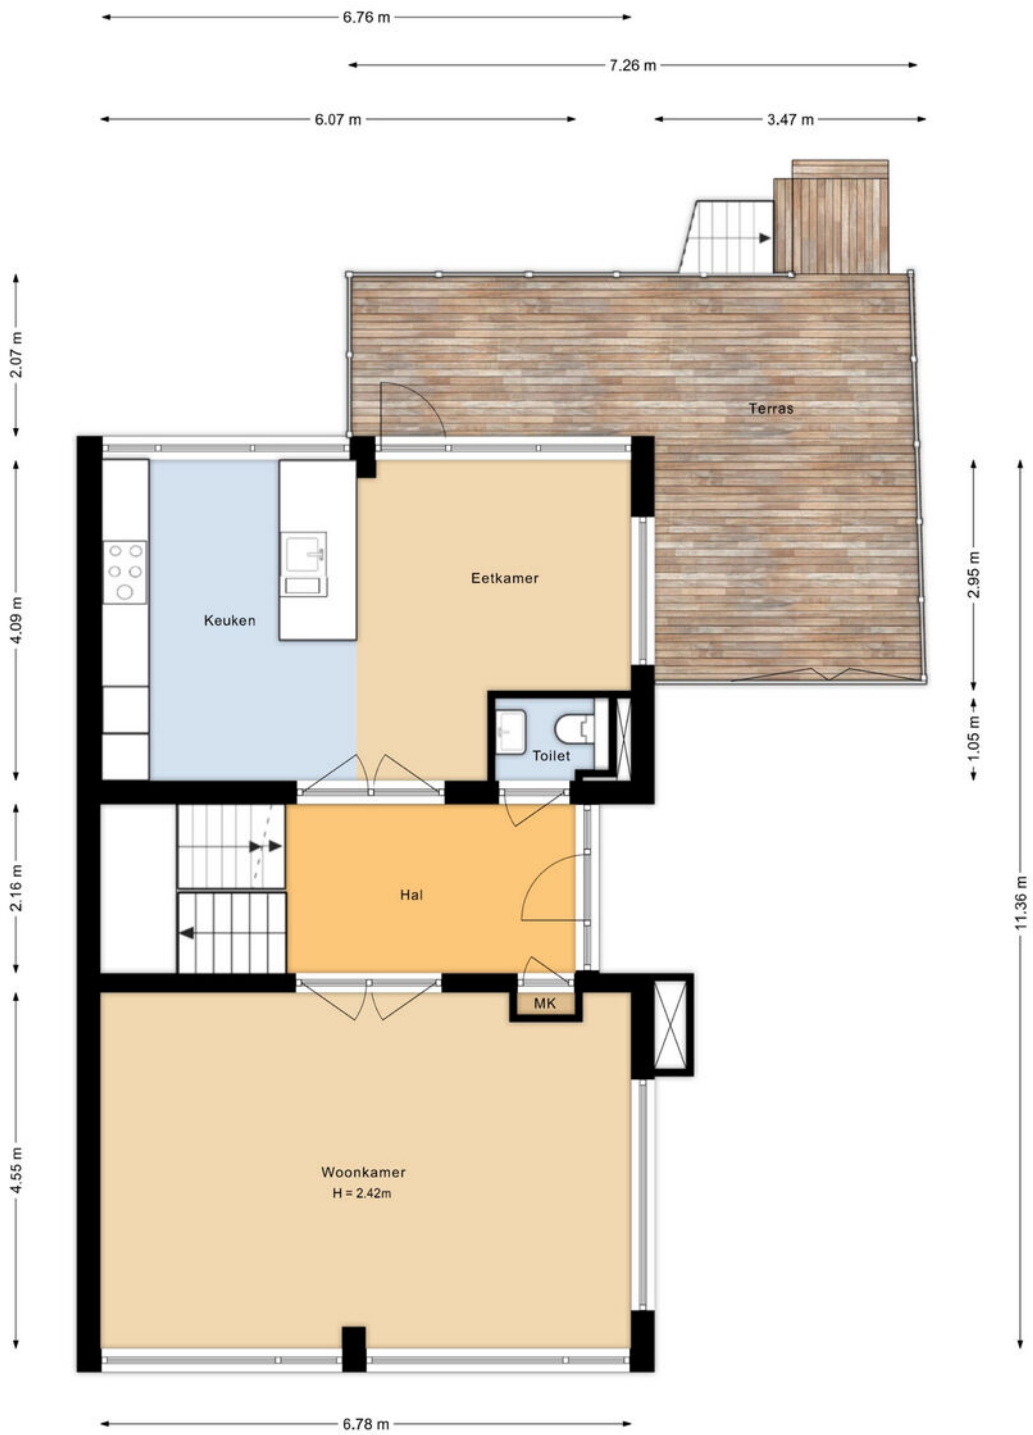 6.76 m
7.26 m
6.07 m
3.47 m
2.07 m
Terras
4.09 m
Eetkamer
Keuken
2.95 m
Toilet
1.05 m
2.16 m
Hal
11.36 m
MK
4.55 m
Woonkamer
H = 2.42m
6.78 m